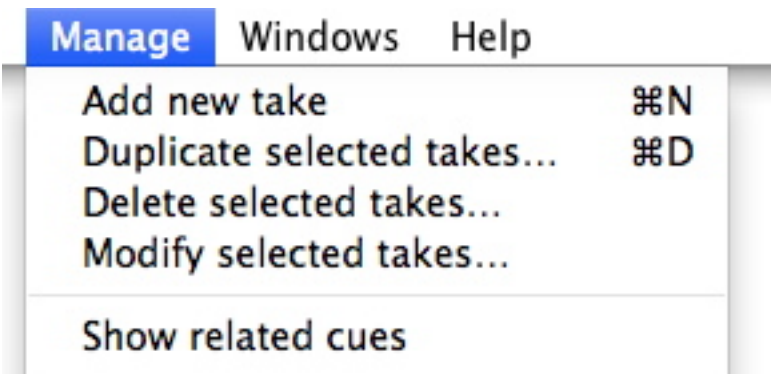 Manage Windows Help
Add new take ⌘N
Duplicate selected takes... ⌘D
Delete selected takes...
Modify selected takes...
Show related cues